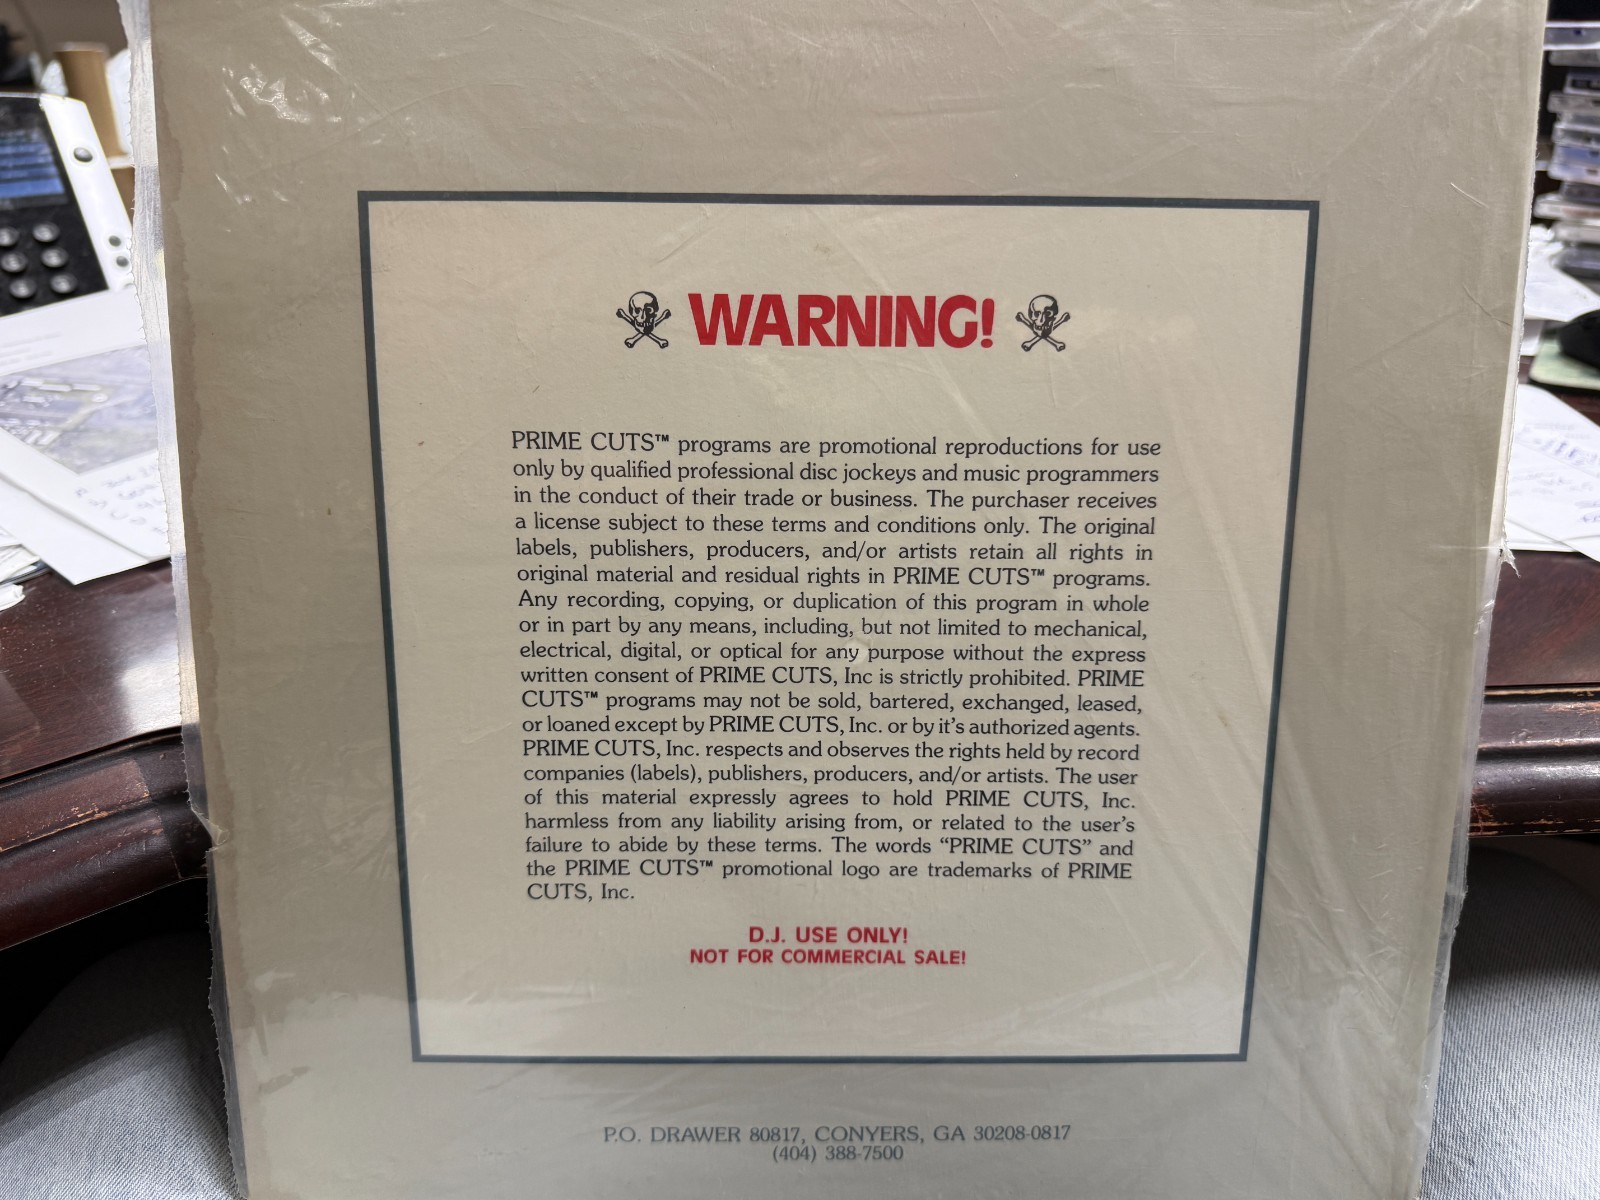 WARNING!
PRIME CUTS™ programs are promotional reproductions for use
only by qualified professional disc jockeys and music programmers
in the conduct of their trade or business. The purchaser receives
a license subject to these terms and conditions only. The original
labels, publishers, producers, and/or artists retain all rights in
original material and residual rights in PRIME CUTS™ programs.
Any recording, copying, or duplication of this program in whole
or in part by any means, including, but not limited to mechanical,
electrical, digital, or optical for any purpose without the express
written consent of PRIME CUTS, Inc is strictly prohibited. PRIME
CUTS™ programs may not be sold, bartered, exchanged, leased,
or loaned except by PRIME CUTS, Inc. or by it's authorized agents.
PRIME CUTS, Inc. respects and observes the rights held by record
companies (labels), publishers, producers, and/or artists. The user
of this material expressly agrees to hold PRIME CUTS, Inc.
harmless from any liability arising from, or related to the user's
failure to abide by these terms. The words “PRIME CUTS” and
the PRIME CUTS™ promotional logo are trademarks of PRIME
CUTS, Inc.
D.J. USE ONLY!
NOT FOR COMMERCIAL SALE!
P.O. DRAWER 80817, CONYERS, GA 30208-0817
(404) 388-7500